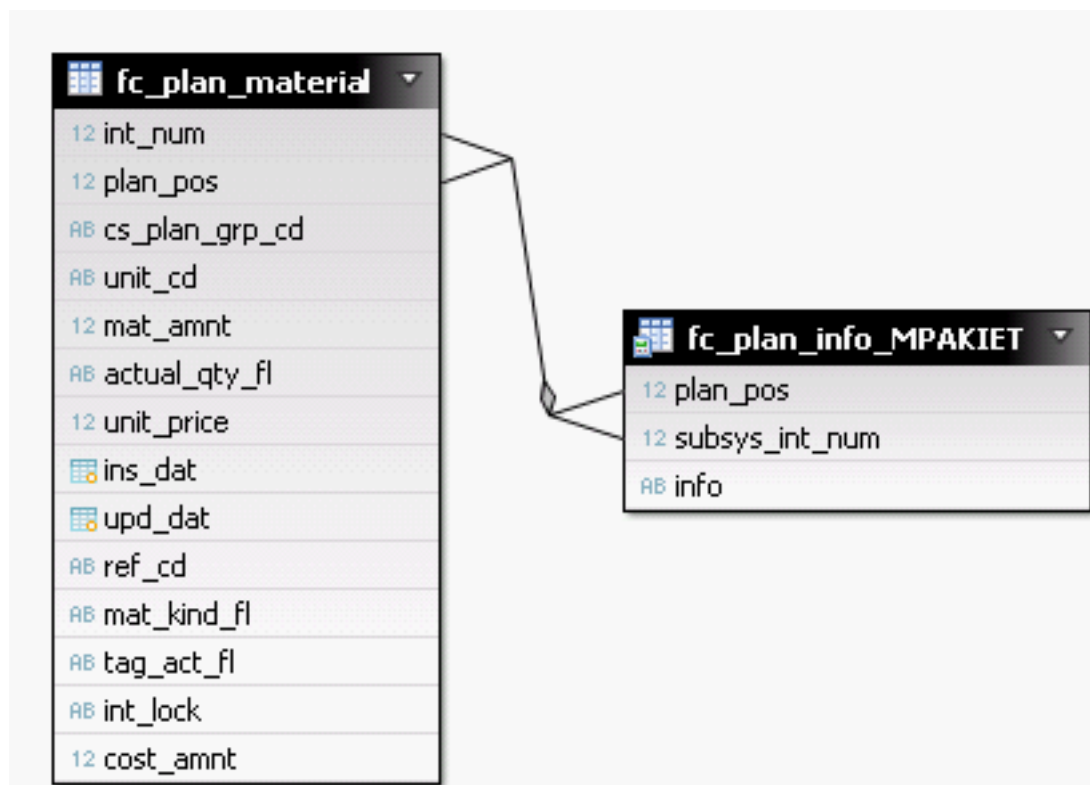 fc_plan_material
12 int_num
12 plan_pos
AB cs_plan_grp_cd
AB unit_cd
12 mat_amnt
AB actual_qty_fl
12 unit_price
ins_dat
upd_dat
AB ref_cd
AB mat_kind_fl
AB tag_act_fl
AB int_lock
12 cost_amnt
fc_plan_info_MPAKIET
12 plan_pos
12 subsys_int_num
AB info